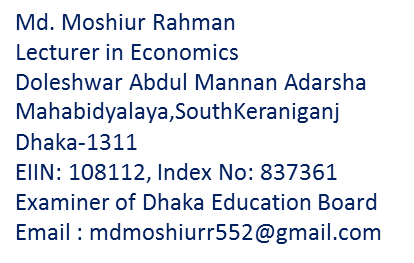 Md. Moshiur Rahman
Lecturer in Economics
Doleshwar Abdul Mannan Adarsha
Mahabidyalaya,SouthKeraniganj
Dhaka-1311
EIIN: 108112, Index No: 837361
Examiner of Dhaka Education Board
Email : mdmoshiurr552@gmail.com